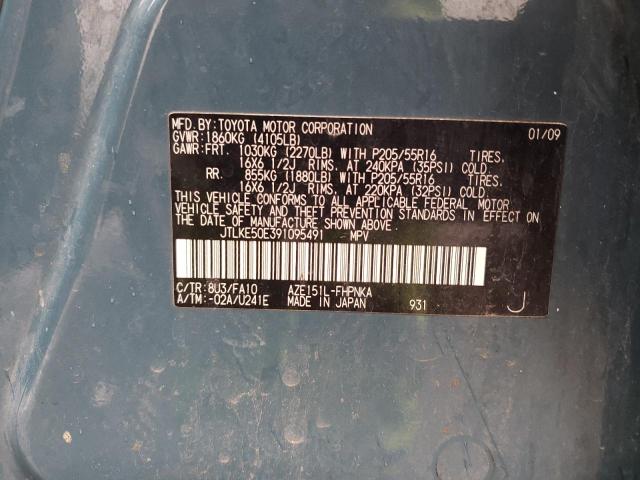 MFD. BY: TOYOTA MOTOR CORPORATION 01/09
GVWR: 1860KG (4105LB)
GAWR: FRT. 1030KG (2270LB) WITH P205/55R16 TIRES.
16X6 1/2J RIMS, AT 240KPA (35PSI) COLD
RR. 855KG (1880LB) WITH P205/55R16 TIRES,
16X6 1/2J RIMS, AT 220KPA (32PSI) COLD
THIS VEHICLE CONFORMS TO ALL APPLICABLE FEDERAL MOTOR
VEHICLE SAFETY AND THEFT PREVENTION STANDARDS IN EFFECT ON
THE DATE OF MANUFACTURE SHOWN ABOVE.
JTLKE50E391095491 MPV
C/TR: 8U3/FA10 AZE151L-FHPNKA
A/TM: -02A/U241E MADE IN JAPAN 931 J